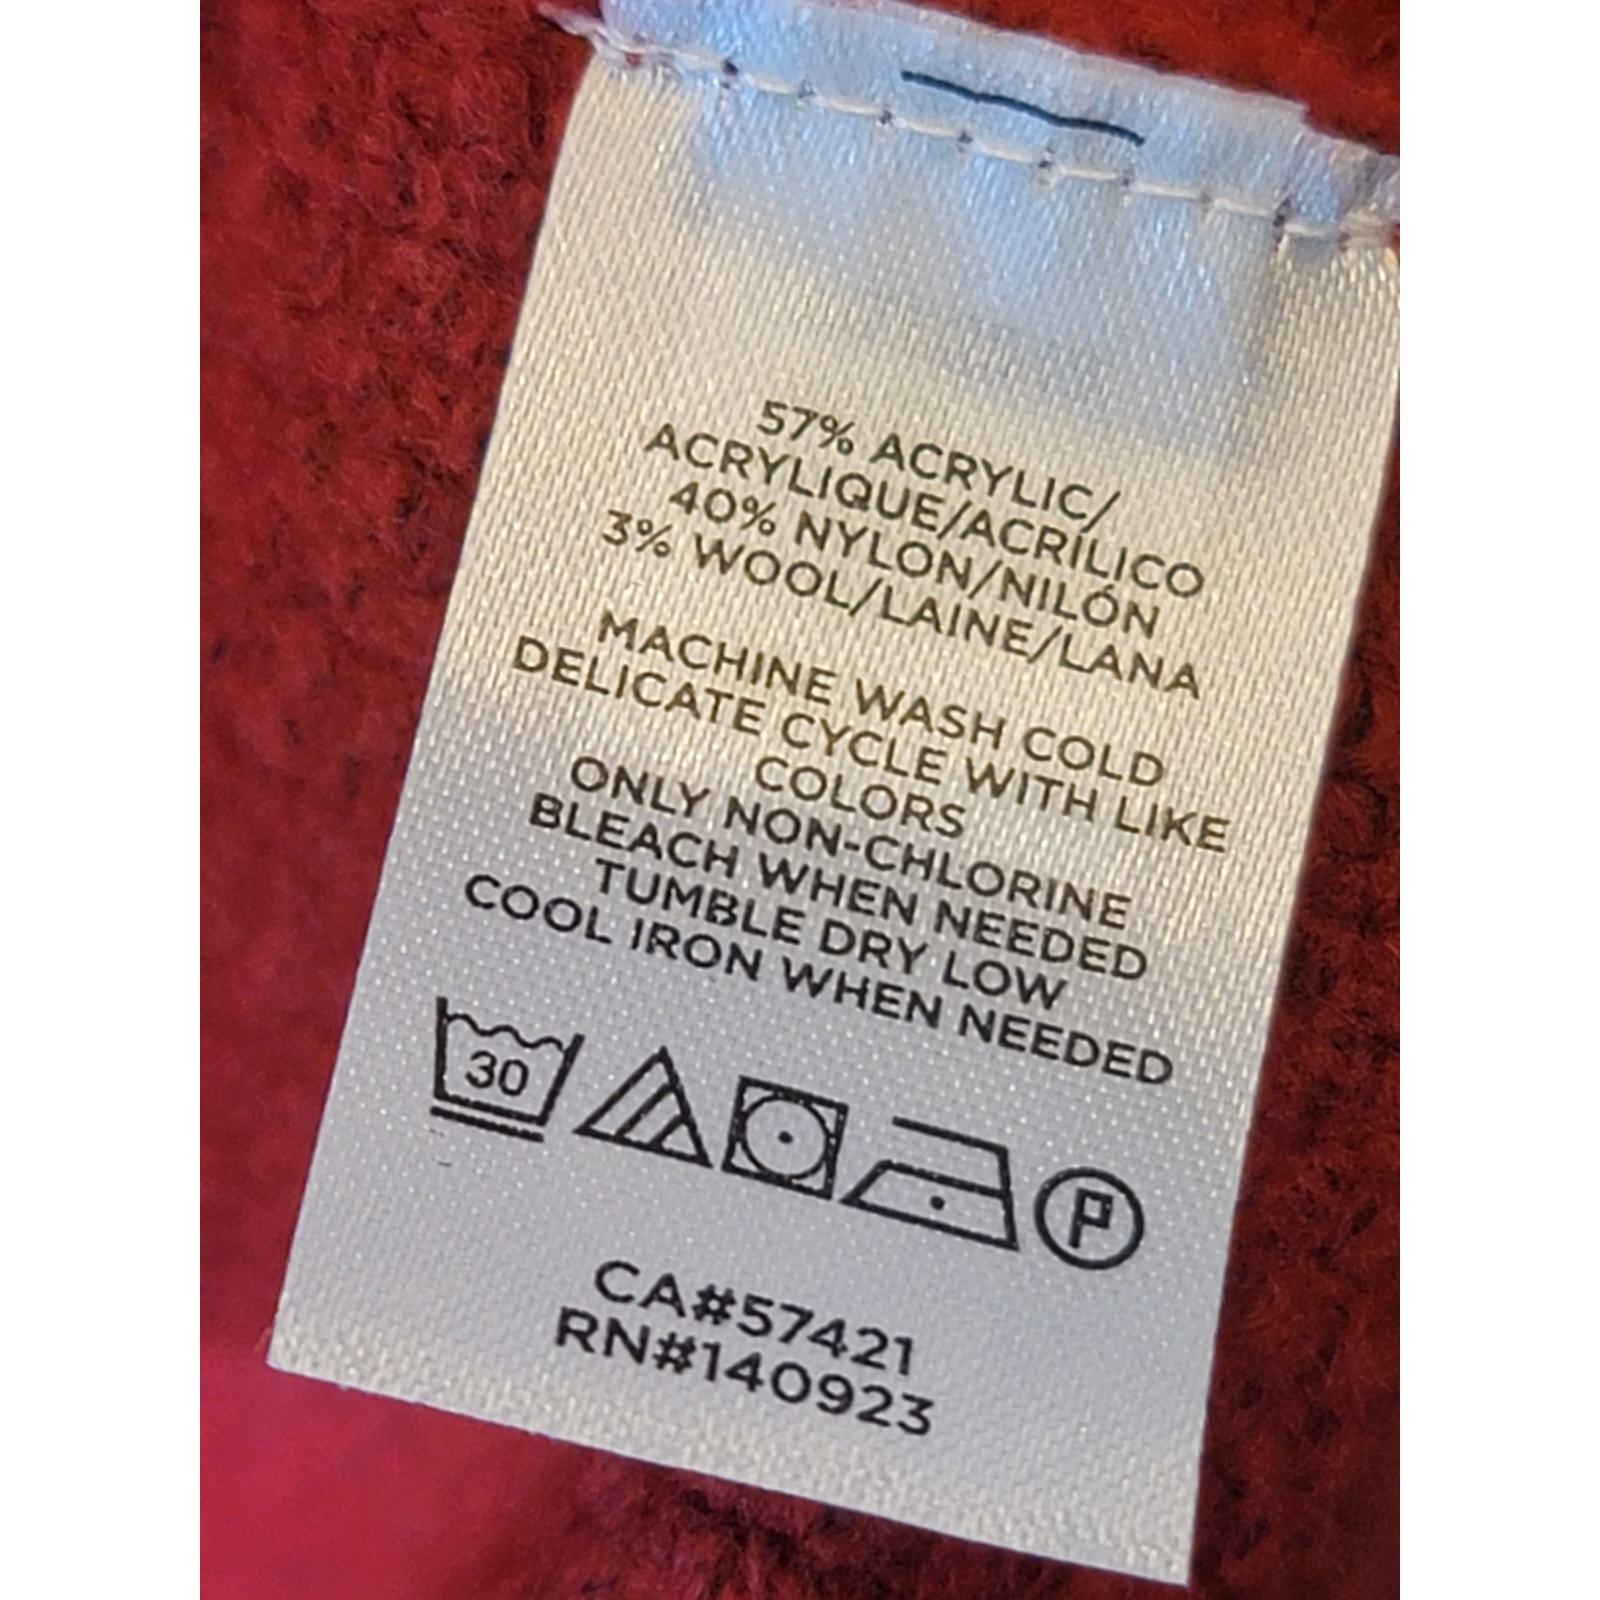 57% ACRYLIC/
ACRYLIQUE/ACRÍLICO
40% NYLON/NILÓN
3% WOOL/LAINE/LANA
MACHINE WASH COLD
DELICATE CYCLE WITH LIKE
COLORS
ONLY NON-CHLORINE
BLEACH WHEN NEEDED
TUMBLE DRY LOW
COOL IRON WHEN NEEDED
30 P
CA#57421
RN#140923